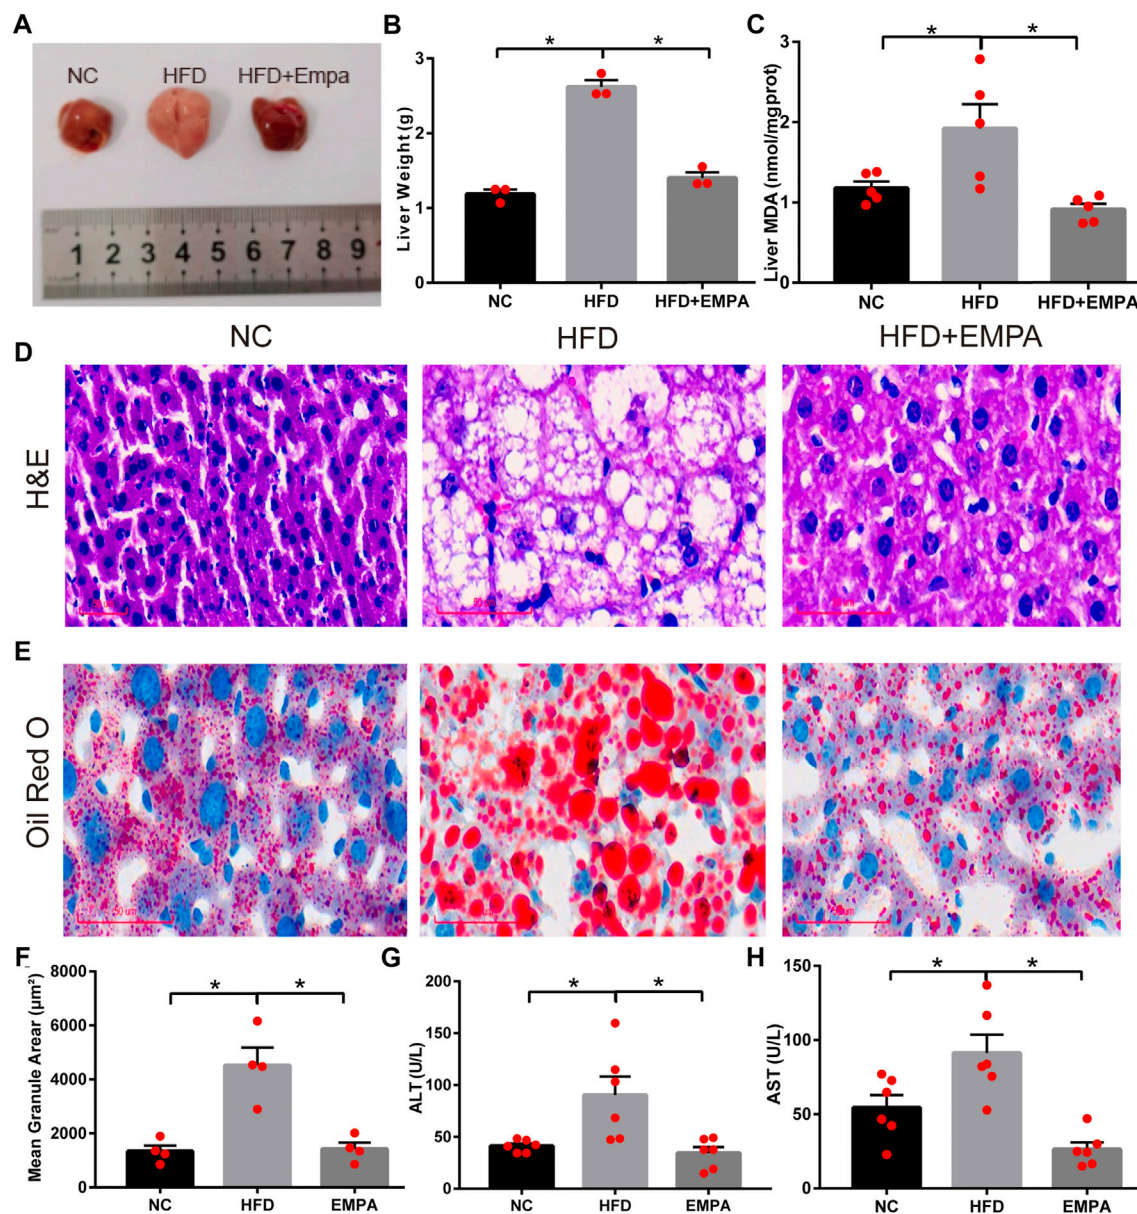 A
NC
HFD
HFD+Empa
1 2 3 4 5 6 7 8 9
B
Liver Weight (g)
3
2
1
0
*
*
NC
HFD
HFD+EMPA
C
Liver MDA (nmol/mgprot)
3
2
1
0
*
*
NC
HFD
HFD+EMPA
NC
HFD
HFD+EMPA
D
H&E
E
Oil Red O
50 um
F
Mean Granule Arear (µm²)
8000
6000
4000
2000
0
*
*
NC
HFD
EMPA
G
ALT (U/L)
200
150
100
50
0
*
*
NC
HFD
EMPA
H
AST (U/L)
150
100
50
0
*
*
NC
HFD
EMPA